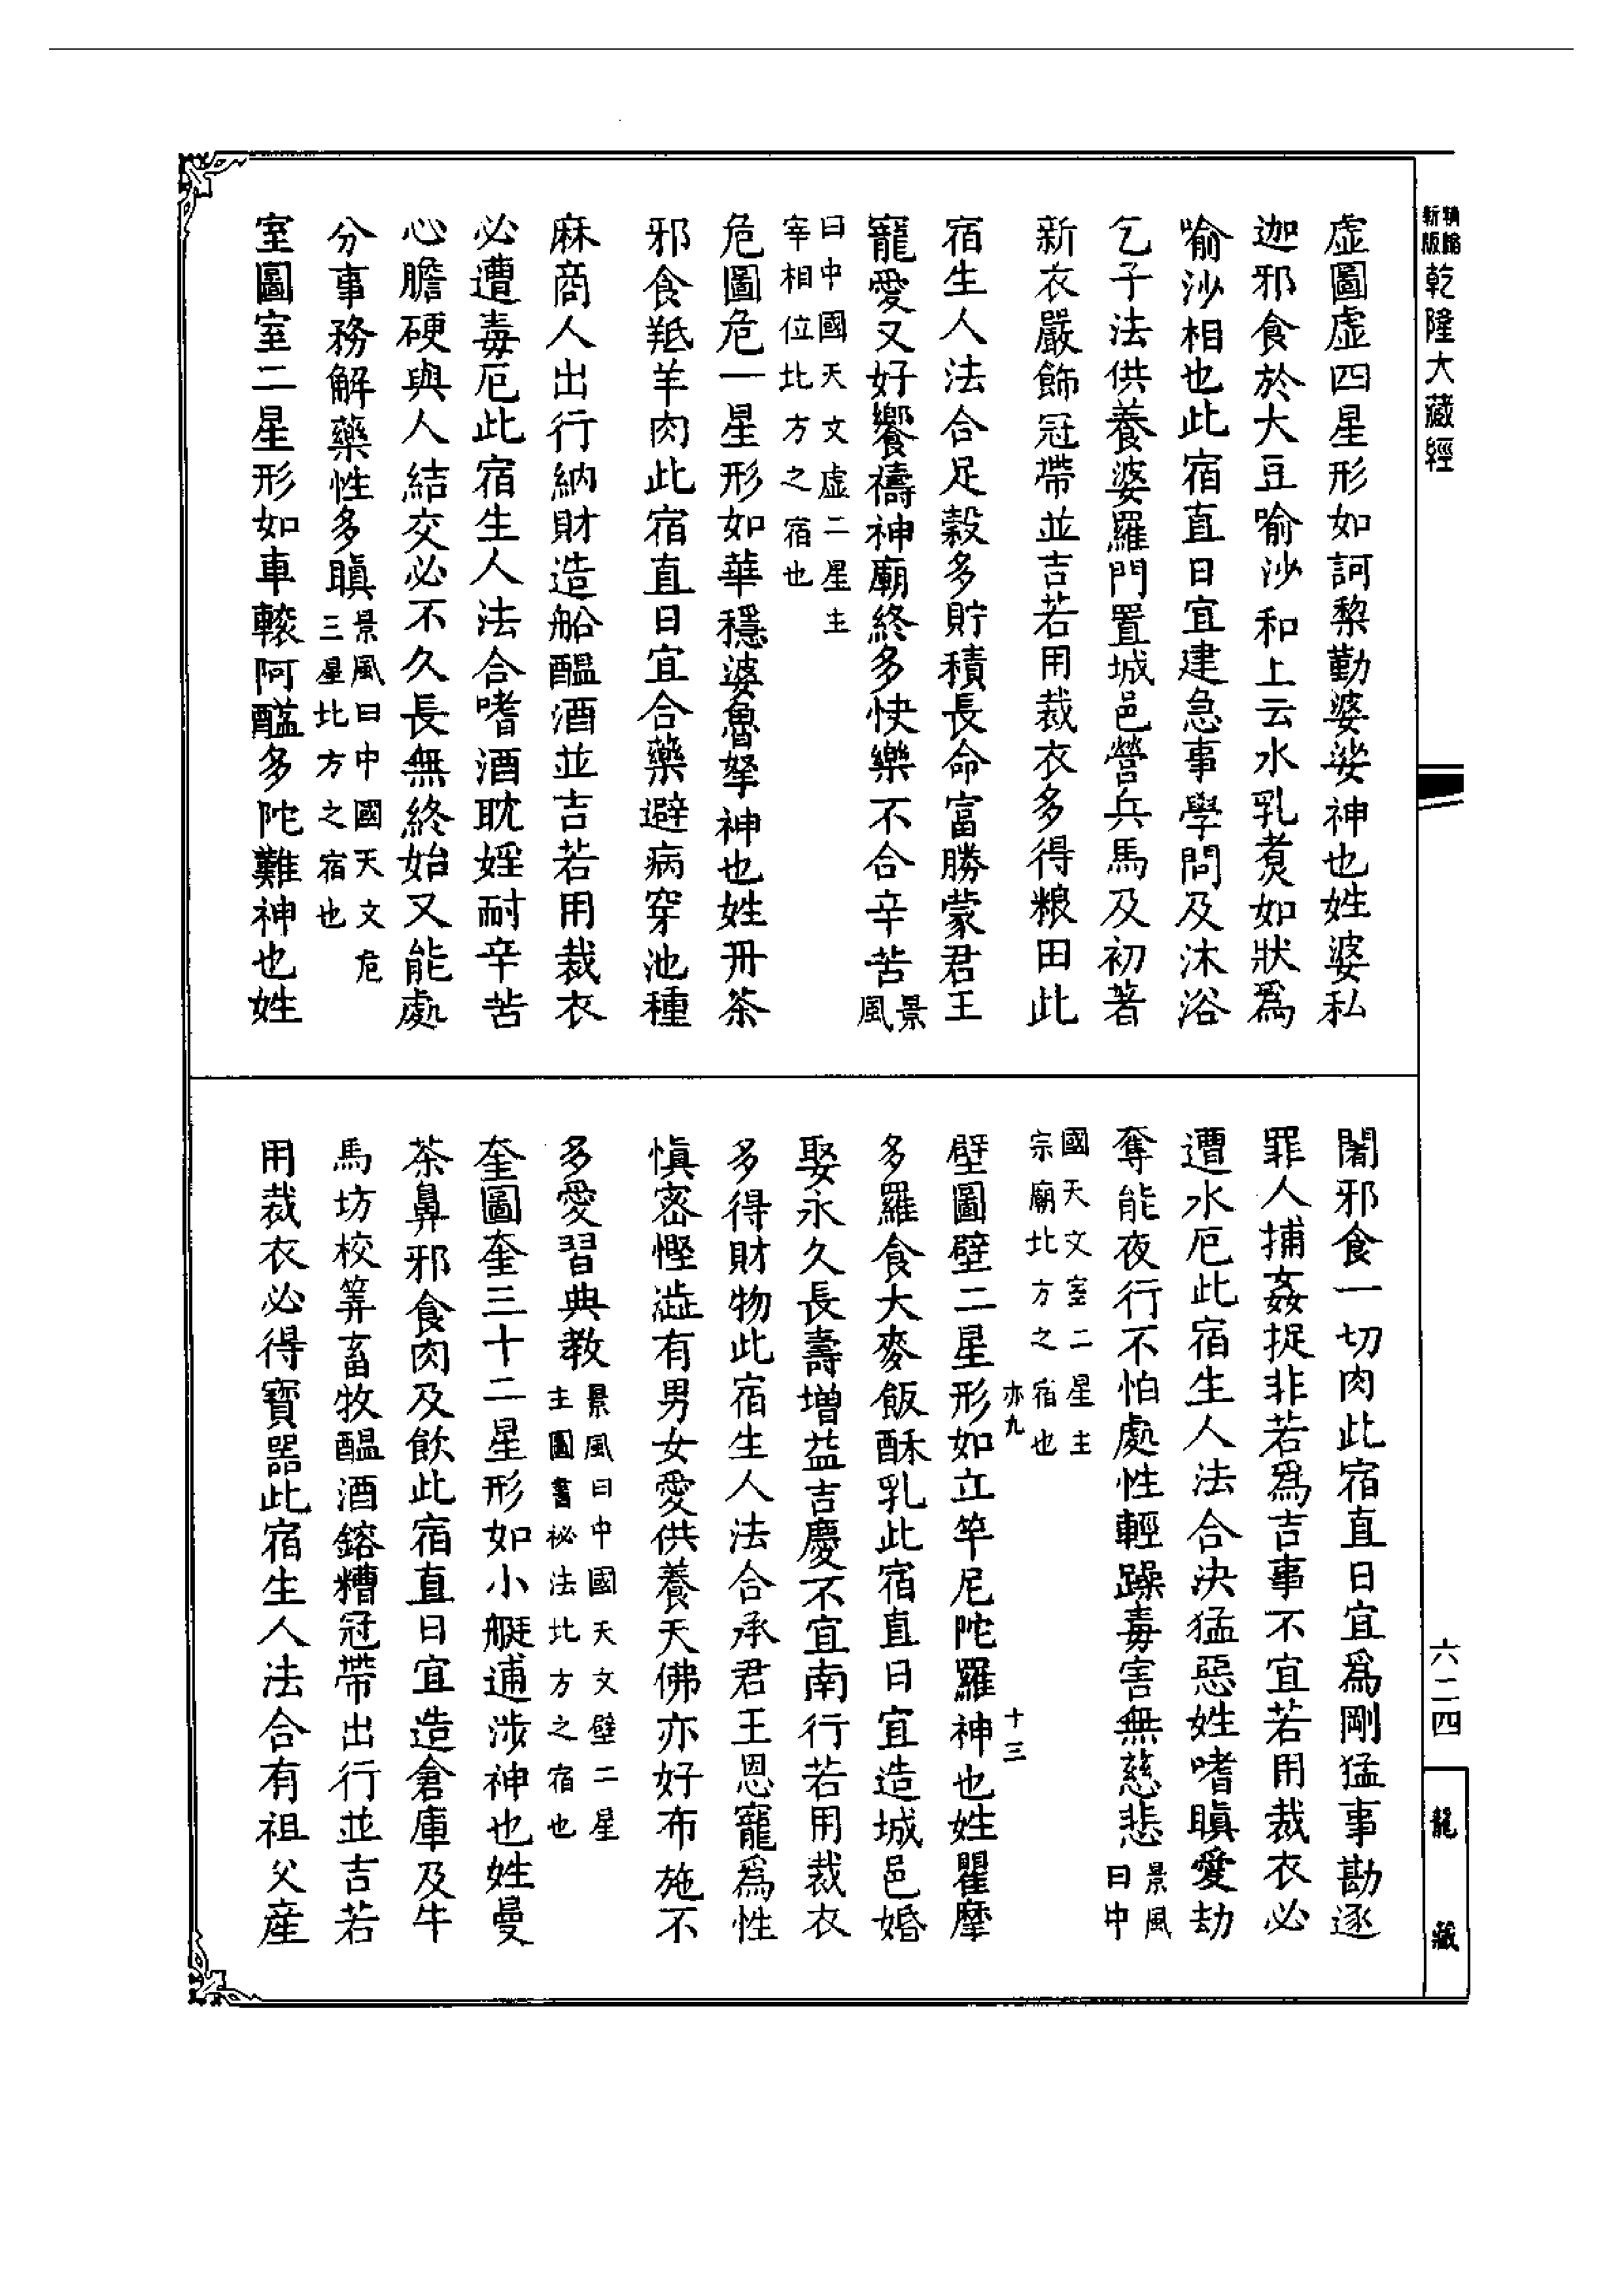 新版
精縮
乾隆大藏經
虛圖虛四星形如訶黎勤婆娑神也姓婆私
迦邪食於大豆喻沙和上云水乳煑如狀為
喻沙相也此宿直日宜建急事學問及沐浴
乞子法供養婆羅門置城邑營兵馬及初著
新衣嚴飾冠帶並吉若用裁衣多得粮田此
宿生人法合足穀多貯積長命富勝蒙君王
寵愛又好饗禱神廟終多快樂不合辛苦景風
曰中國天文虛二星主
宰相位北方之宿也
危圖危一星形如華穩婆魯拏神也姓冊茶
邪食羝羊肉此宿直日宜合藥避病穿池種
麻商人出行納財造船醖酒並吉若用裁衣
必遭毒厄此宿生人法合嗜酒耽婬耐辛苦
心膽硬與人結交必不久長無終始又能處
分事務解藥性多瞋景風曰中國天文危
三星北方之宿也
室圖室二星形如車轅阿醯多陀難神也姓
闍邪食一切肉此宿直日宜為剛猛事勘逐
罪人捕姦捉非若為吉事不宜若用裁衣必
遭水厄此宿生人法合決猛惡姓嗜瞋愛劫
奪能夜行不怕處性輕躁毒害無慈悲景風
曰中
國天文室二星主
宗廟北方之宿也
亦九
十三
壁圖壁二星形如立竿尼陀羅神也姓瞿摩
多羅食大麥飯酥乳此宿直日宜造城邑婚
娶永久長壽增益吉慶不宜南行若用裁衣
多得財物此宿生人法合承君王恩寵為性
慎密慳澁有男女愛供養天佛亦好布施不
多愛習典教景風曰中國天文壁二星
主圖書祕法北方之宿也
奎圖奎三十二星形如小艇逋涉神也姓曼
茶鼻邪食肉及飲此宿直日宜造倉庫及牛
馬坊校筭畜牧醖酒鎔糟冠帶出行並吉若
用裁衣必得寶器此宿生人法合有祖父産
六二四
龍藏